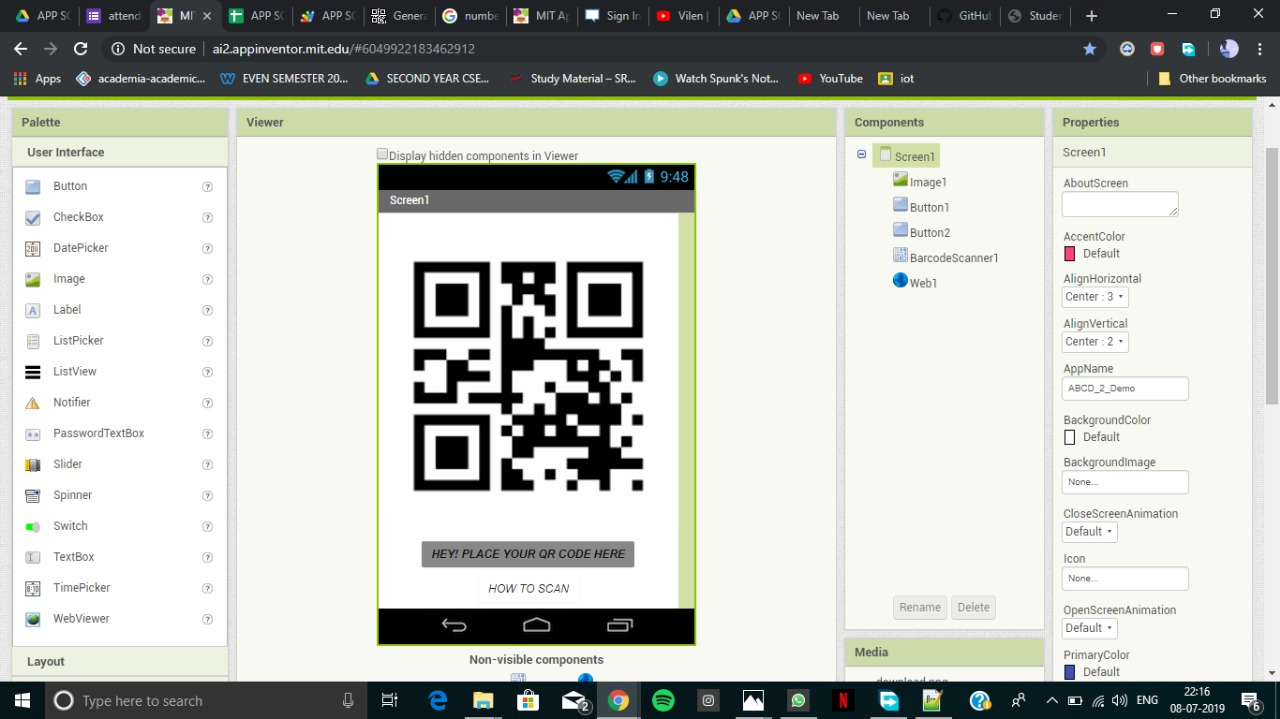 APP SC
attend
MIT
APP SC
APP SC
Genera
numbe
MIT Ap
Sign In
Vilen |
APP SC
New Tab
New Tab
GitHub
Studer
Not secure | ai2.appinventor.mit.edu/#6049922183462912
Apps
academia-academic...
EVEN SEMESTER 20...
SECOND YEAR CSE...
Study Material – SR...
Watch Spunk's Not...
YouTube
iot
Other bookmarks
Palette
User Interface
Button ?
CheckBox ?
DatePicker ?
Image ?
Label ?
ListPicker ?
ListView ?
Notifier ?
PasswordTextBox ?
Slider ?
Spinner ?
Switch ?
TextBox ?
TimePicker ?
WebViewer ?
Layout
Viewer
Display hidden components in Viewer
9:48
Screen1
HEY! PLACE YOUR QR CODE HERE
HOW TO SCAN
Non-visible components
Components
Screen1
Image1
Button1
Button2
BarcodeScanner1
Web1
Rename Delete
Media
Properties
Screen1
AboutScreen
AccentColor
Default
AlignHorizontal
Center : 3
AlignVertical
Center : 2
AppName
ABCD_2_Demo
BackgroundColor
Default
BackgroundImage
None...
CloseScreenAnimation
Default
Icon
None...
OpenScreenAnimation
Default
PrimaryColor
Default
Type here to search
2
ENG
22:16
08-07-2019
6